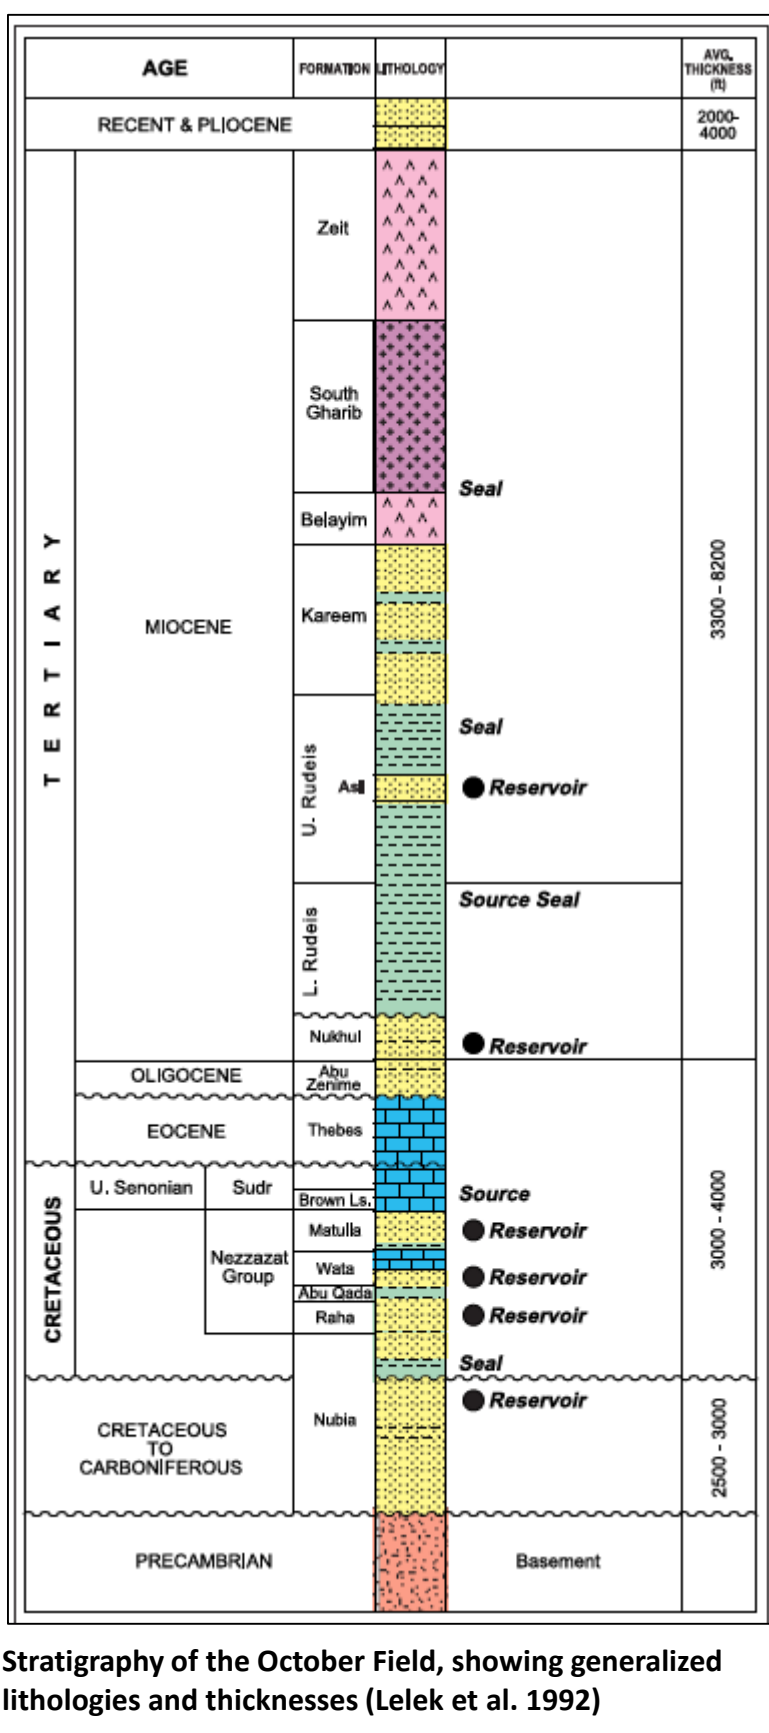 AGE
FORMATION
LITHOLOGY
AVG.
THICKNESS
(ft)
RECENT & PLIOCENE
2000-
4000
TERTIARY
MIOCENE
Zeit
South
Gharib
Seal
Belayim
Kareem
3300 - 8200
U. Rudeis
Seal
Asl
Reservoir
L. Rudeis
Source Seal
Nukhul
Reservoir
OLIGOCENE
Abu
Zenime
EOCENE
Thebes
CRETACEOUS
U. Senonian
Sudr
Brown Ls.
Source
3000 - 4000
Nezzazat
Group
Matulla
Reservoir
Wata
Reservoir
Abu Qada
Raha
Reservoir
Seal
CRETACEOUS
TO
CARBONIFEROUS
Nubia
Reservoir
2500 - 3000
PRECAMBRIAN
Basement
Stratigraphy of the October Field, showing generalized
lithologies and thicknesses (Lelek et al. 1992)